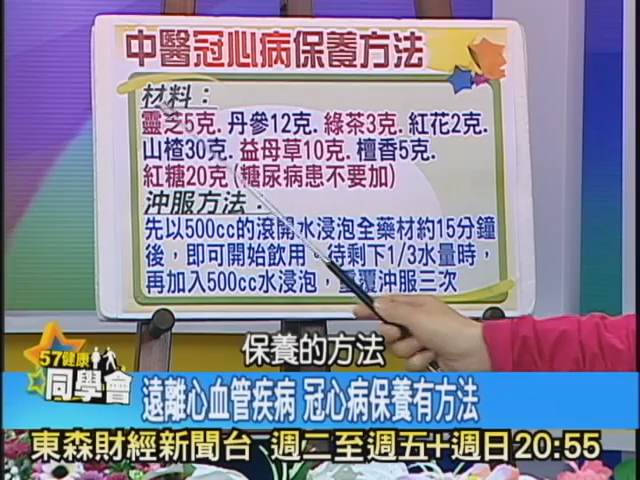 中醫冠心病保養方法
材料：
靈芝5克. 丹參12克. 綠茶3克. 紅花2克.
山楂30克. 益母草10克. 檀香5克.
紅糖20克(糖尿病患不要加)
沖服方法：
先以500cc的滾開水浸泡全藥材約15分鐘
後，即可開始飲用。待剩下1/3水量時，
再加入500cc水浸泡，重覆沖服三次
保養的方法
57健康
同學會
遠離心血管疾病 冠心病保養有方法
東森財經新聞台 週二至週五+週日20:55